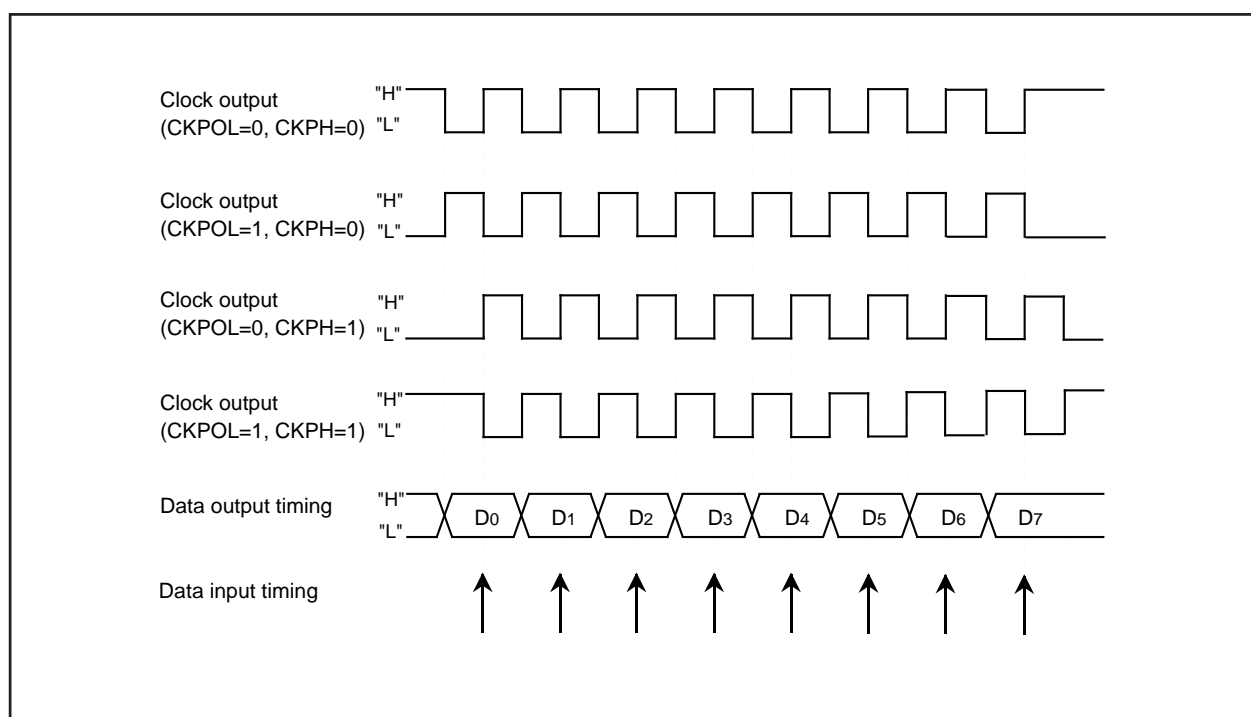 Clock output
(CKPOL=0, CKPH=0)
"H"
"L"
Clock output
(CKPOL=1, CKPH=0)
"H"
"L"
Clock output
(CKPOL=0, CKPH=1)
"H"
"L"
Clock output
(CKPOL=1, CKPH=1)
"H"
"L"
Data output timing
"H"
"L"
D0 D1 D2 D3 D4 D5 D6 D7
Data input timing